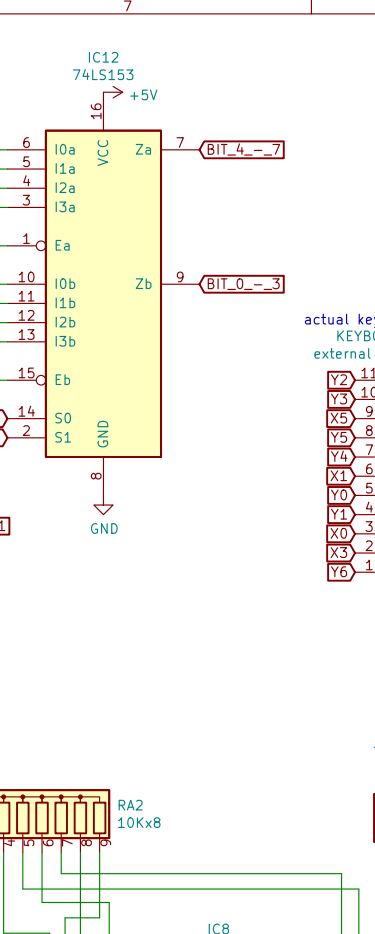 7
IC12
74LS153
+5V
16
VCC
6 I0a Za 7 BIT_4_-_7
5 I1a
4 I2a
3 I3a
1 Ea
10 I0b Zb 9 BIT_0_-_3
11 I1b
12 I2b
13 I3b
15 Eb
14 S0
2 S1
GND
8
GND
1
actual key
KEYBO
external
Y2 11
Y3 10
X5 9
Y5 8
Y4 7
X1 6
Y0 5
Y1 4
X0 3
X3 2
Y6 1
RA2
10Kx8
4 5 6 7 8 9
IC8